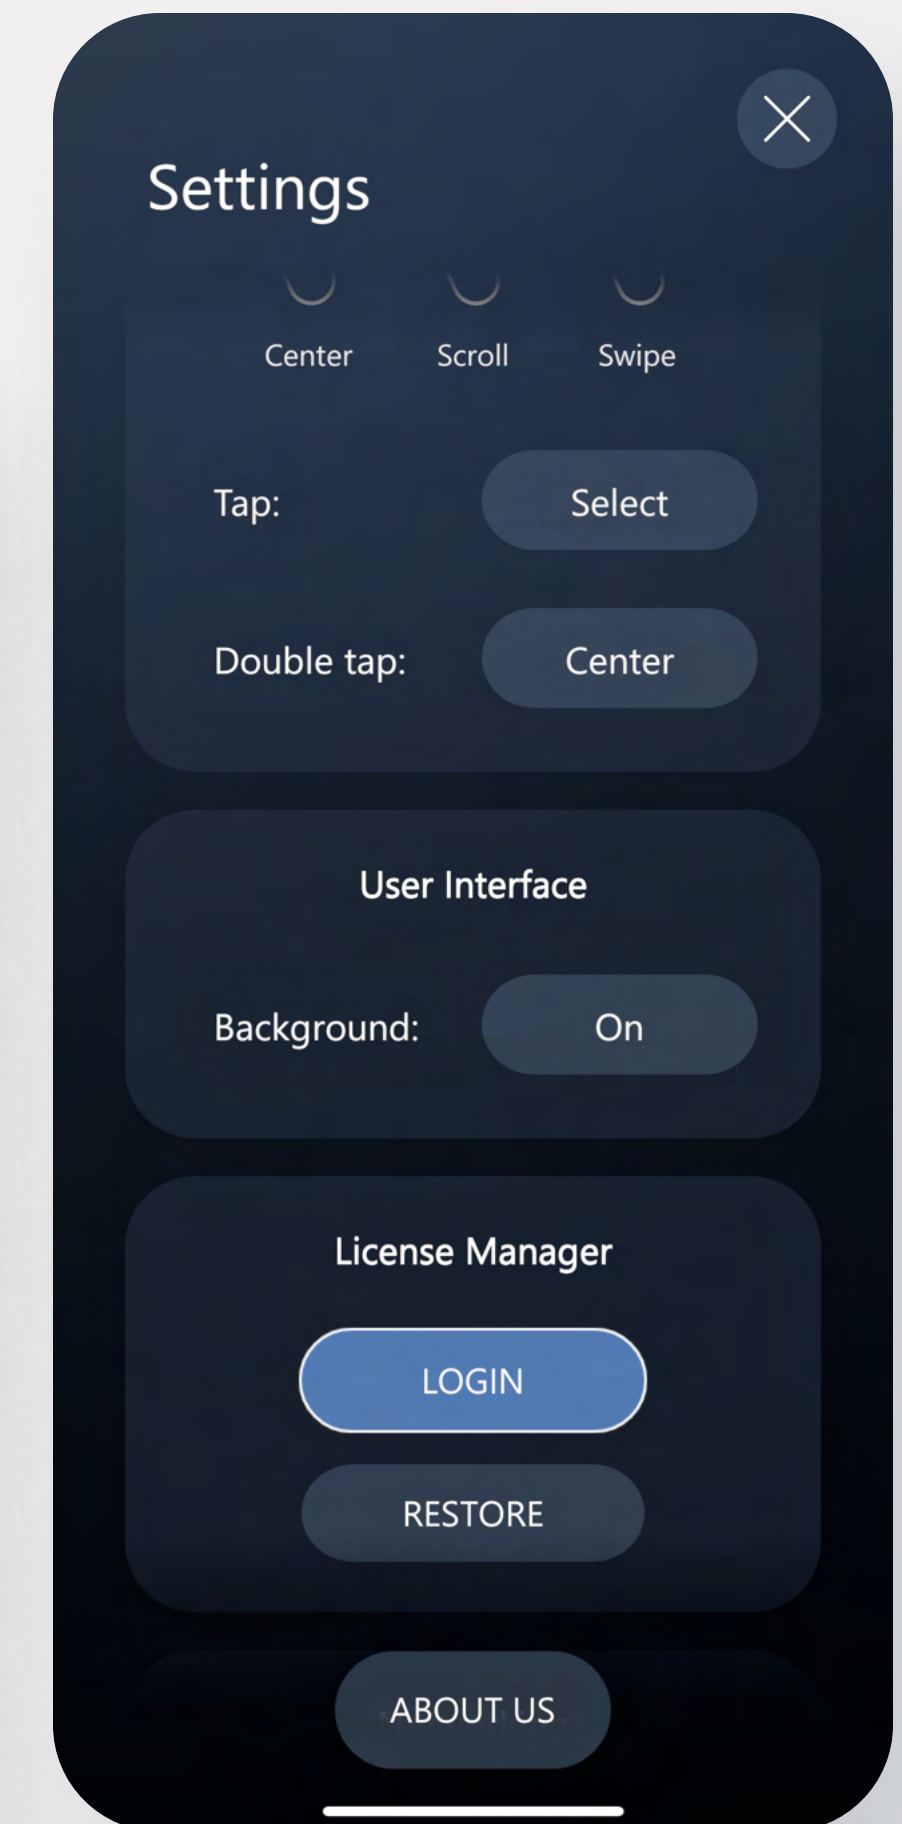 Settings
Center Scroll Swipe
Tap: Select
Double tap: Center
User Interface
Background: On
License Manager
LOGIN
RESTORE
ABOUT US